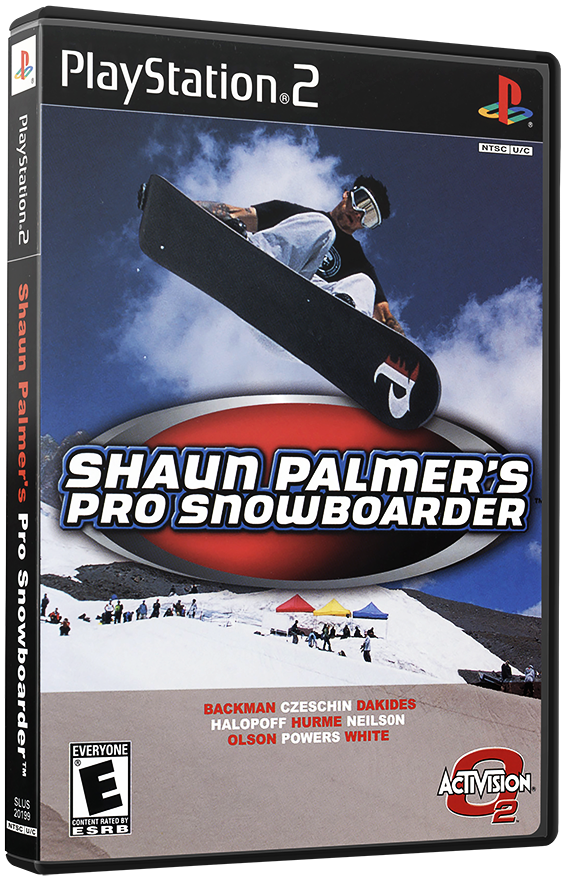 PlayStation®2
NTSC U/C
SHAUN PALMER'S
PRO SNOWBOARDER™
BACKMAN CZESCHIN DAKIDES
HALOPOFF HURME NEILSON
OLSON POWERS WHITE
EVERYONE
E
®
CONTENT RATED BY
ESRB
ACTIVISION®
O2
PlayStation®2
Shaun Palmer's Pro Snowboarder™
SLUS
20199
NTSC U/C